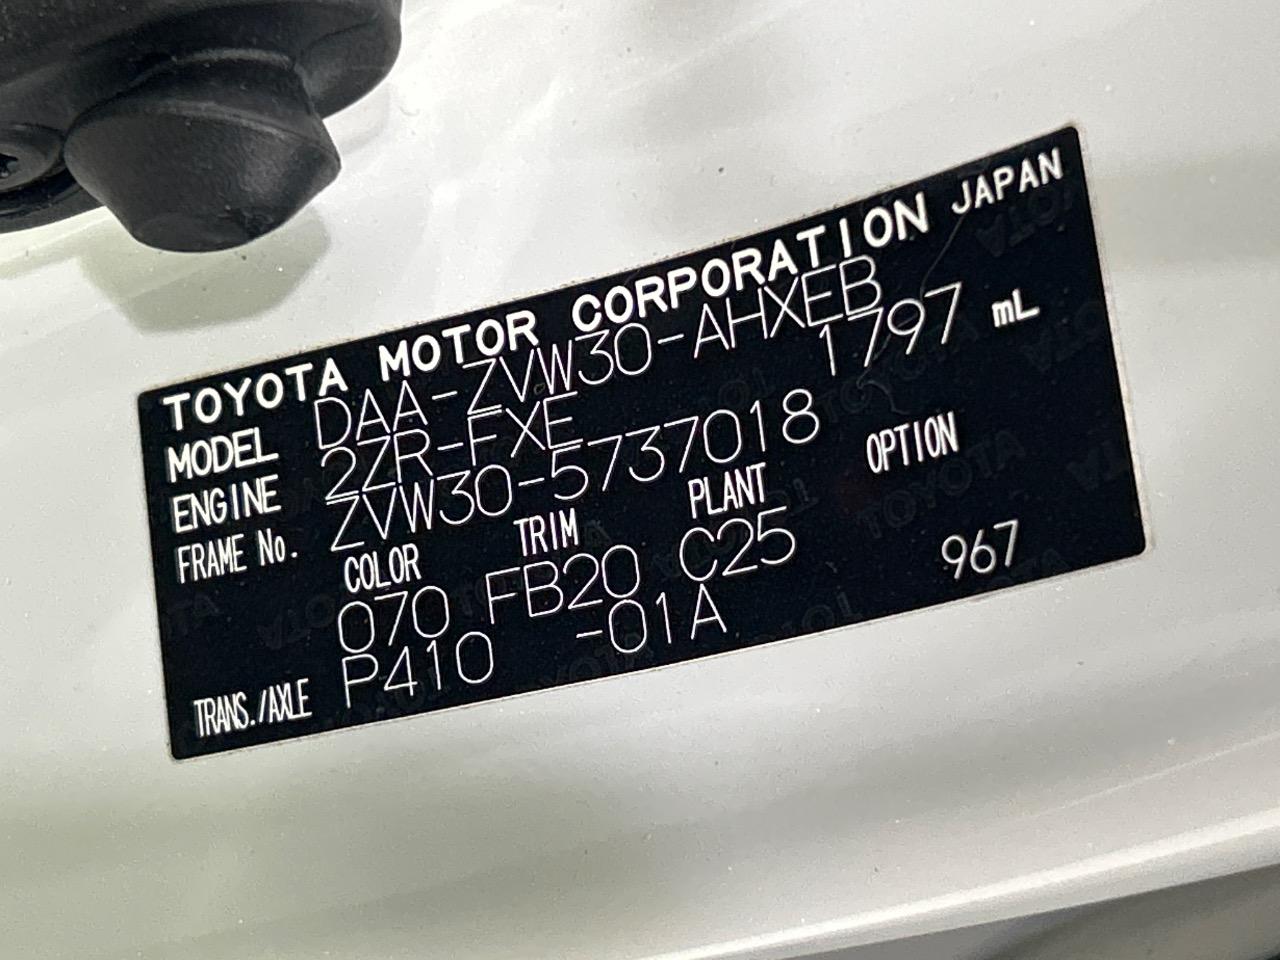 TOYOTA MOTOR CORPORATION JAPAN
MODEL DAA-ZVW30-AHXEB
ENGINE 2ZR-FXE 1797 mL
FRAME No. ZVW30-5737018
COLOR TRIM PLANT OPTION
070 FB20 C25 967
TRANS./AXLE P410 -01A